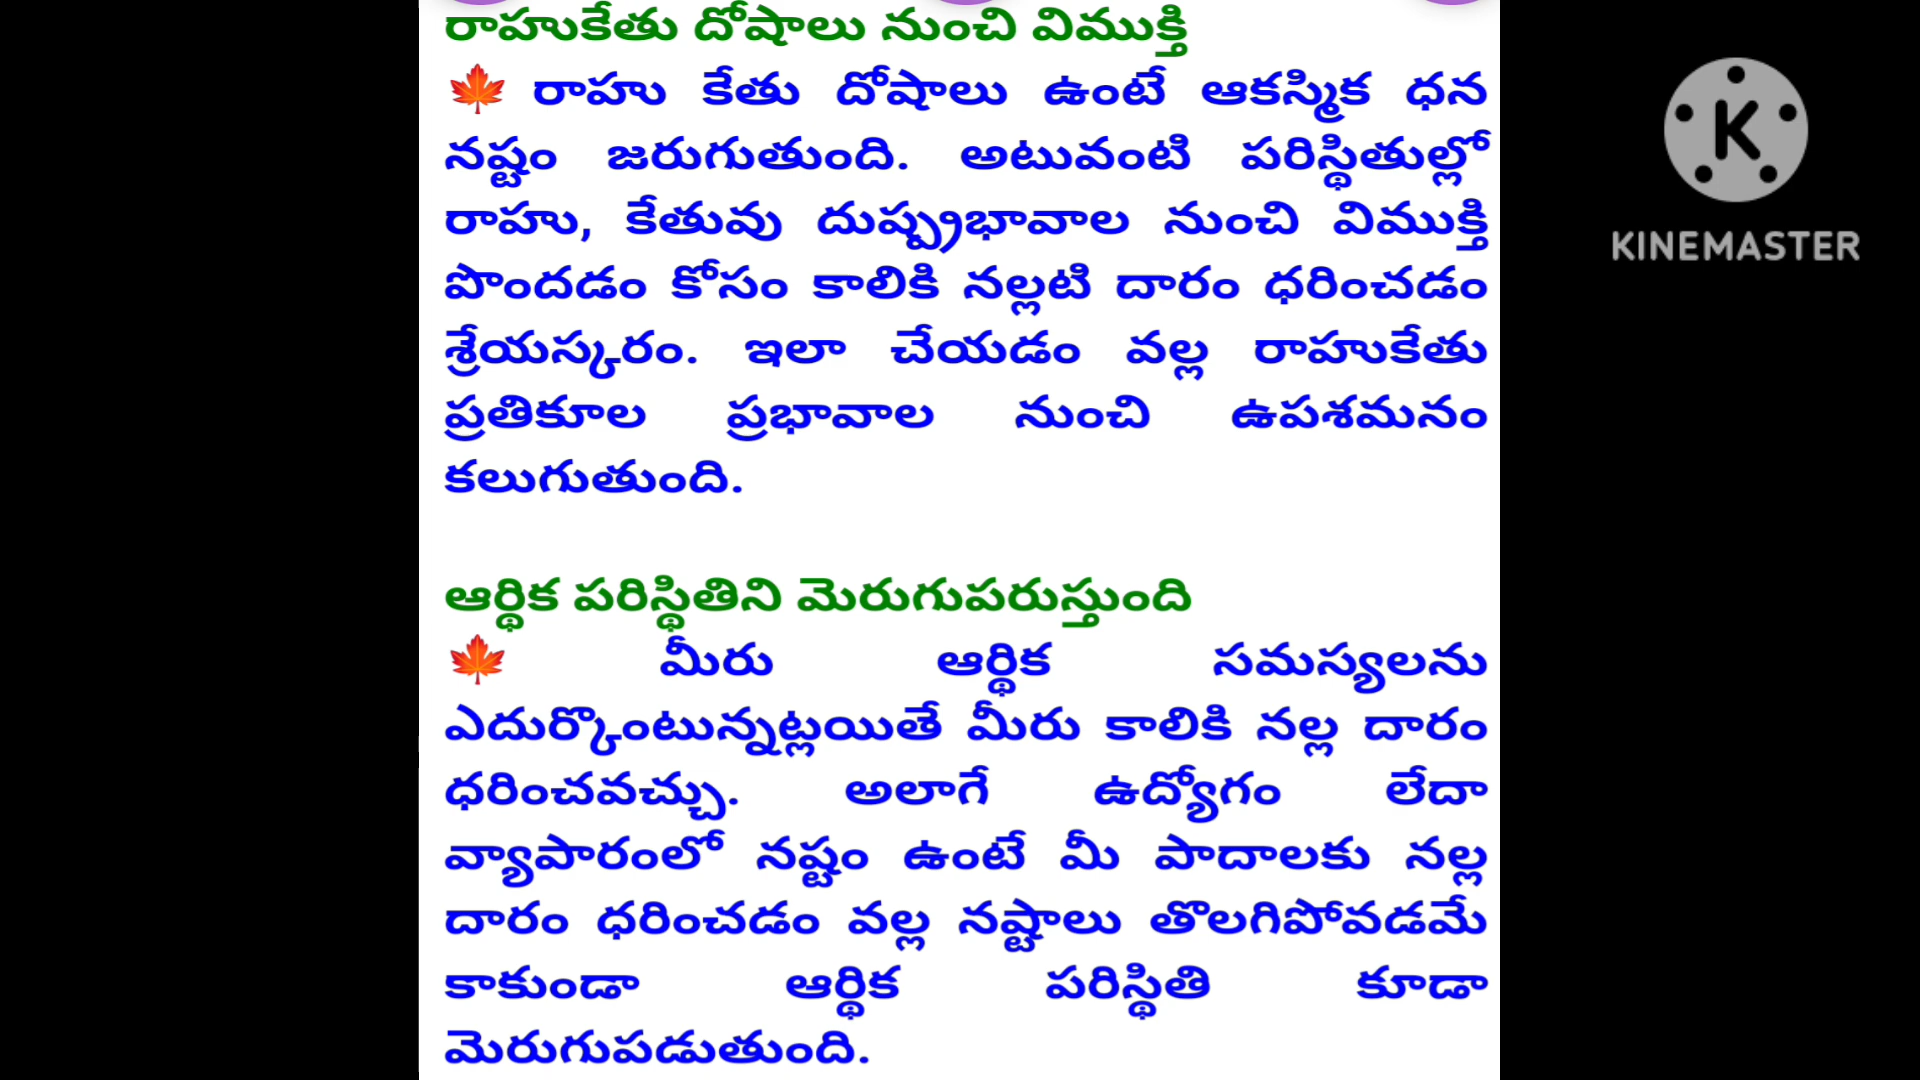 రాహుకేతు దోషాలు నుంచి విముక్తి
🍁 రాహు కేతు దోషాలు ఉంటే ఆకస్మిక ధన
నష్టం జరుగుతుంది. అటువంటి పరిస్థితుల్లో
రాహు, కేతువు దుష్ప్రభావాల నుంచి విముక్తి
పొందడం కోసం కాలికి నల్లటి దారం ధరించడం
శ్రేయస్కరం. ఇలా చేయడం వల్ల రాహుకేతు
ప్రతికూల ప్రభావాల నుంచి ఉపశమనం
కలుగుతుంది.
ఆర్థిక పరిస్థితిని మెరుగుపరుస్తుంది
🍁 మీరు ఆర్థిక సమస్యలను
ఎదుర్కొంటున్నట్లయితే మీరు కాలికి నల్ల దారం
ధరించవచ్చు. అలాగే ఉద్యోగం లేదా
వ్యాపారంలో నష్టం ఉంటే మీ పాదాలకు నల్ల
దారం ధరించడం వల్ల నష్టాలు తొలగిపోవడమే
కాకుండా ఆర్థిక పరిస్థితి కూడా
మెరుగుపడుతుంది.
K
KINEMASTER